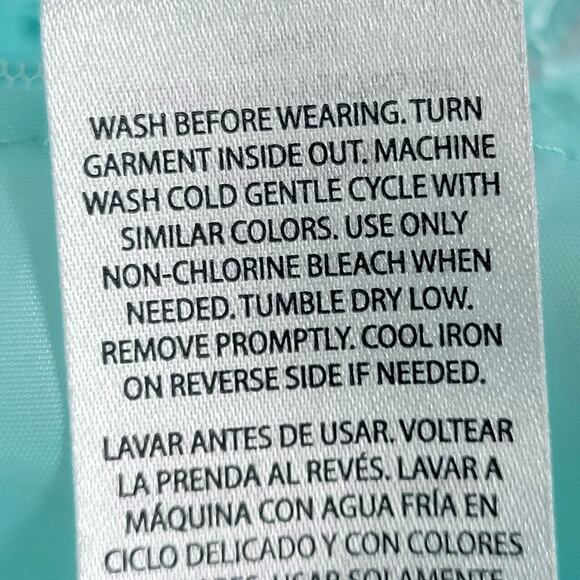 WASH BEFORE WEARING. TURN
GARMENT INSIDE OUT. MACHINE
WASH COLD GENTLE CYCLE WITH
SIMILAR COLORS. USE ONLY
NON-CHLORINE BLEACH WHEN
NEEDED. TUMBLE DRY LOW.
REMOVE PROMPTLY. COOL IRON
ON REVERSE SIDE IF NEEDED.
LAVAR ANTES DE USAR. VOLTEAR
LA PRENDA AL REVÉS. LAVAR A
MÁQUINA CON AGUA FRÍA EN
CICLO DELICADO Y CON COLORES
USAR SOLAMENTE